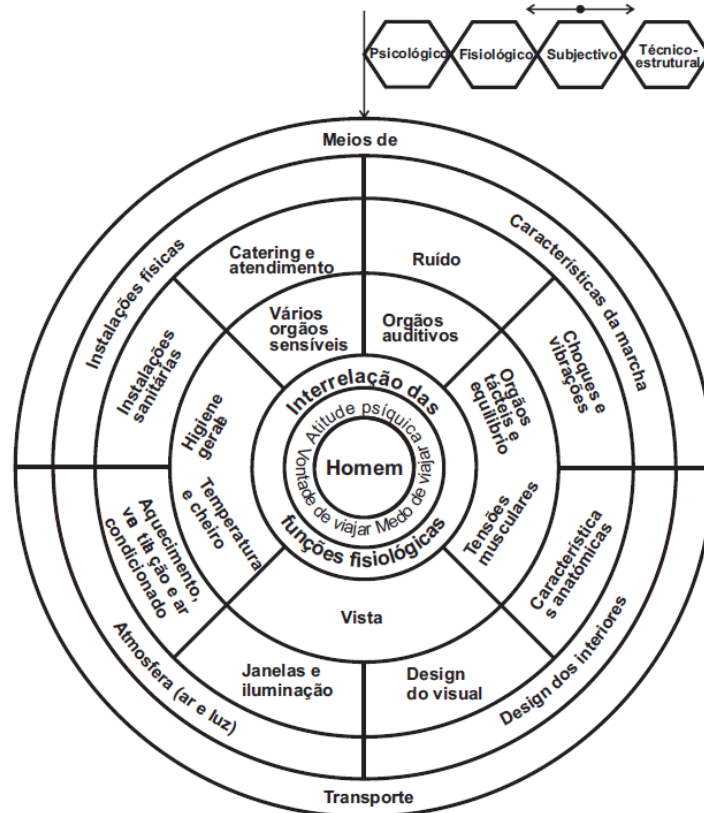 Psicológico
Fisiológico
Subjectivo
Técnico-
estrutural
Meios de
Instalações físicas
Características da marcha
Catering e
atendimento
Ruído
Instalações
sanitárias
Choques e
vibrações
Vários
orgãos
sensíveis
Orgãos
auditivos
Higiene
geral
Orgãos
tácteis e
equilíbrio
Interrelação das
Atitude psíquica
Homem
Vontade de viajar
Medo de viajar
funções fisiológicas
Temperatura
e cheiro
Tensões
musculares
Aquecimento,
ção e ar
condicionado
Característica
s anatómicas
Vista
Janelas e
iluminação
Design
do visual
Atmosfera (ar e luz)
Design dos interiores
Transporte